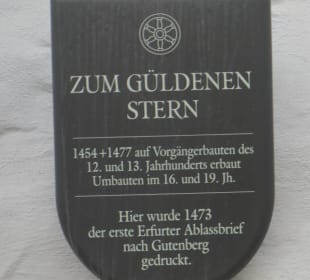 ZUM GÜLDENEN
STERN
1454+1477 auf Vorgängerbauten des
12. und 13. Jahrhunderts erbaut
Umbauten im 16. und 19. Jh.
Hier wurde 1473
der erste Erfurter Ablassbrief
nach Gutenberg
gedruckt.